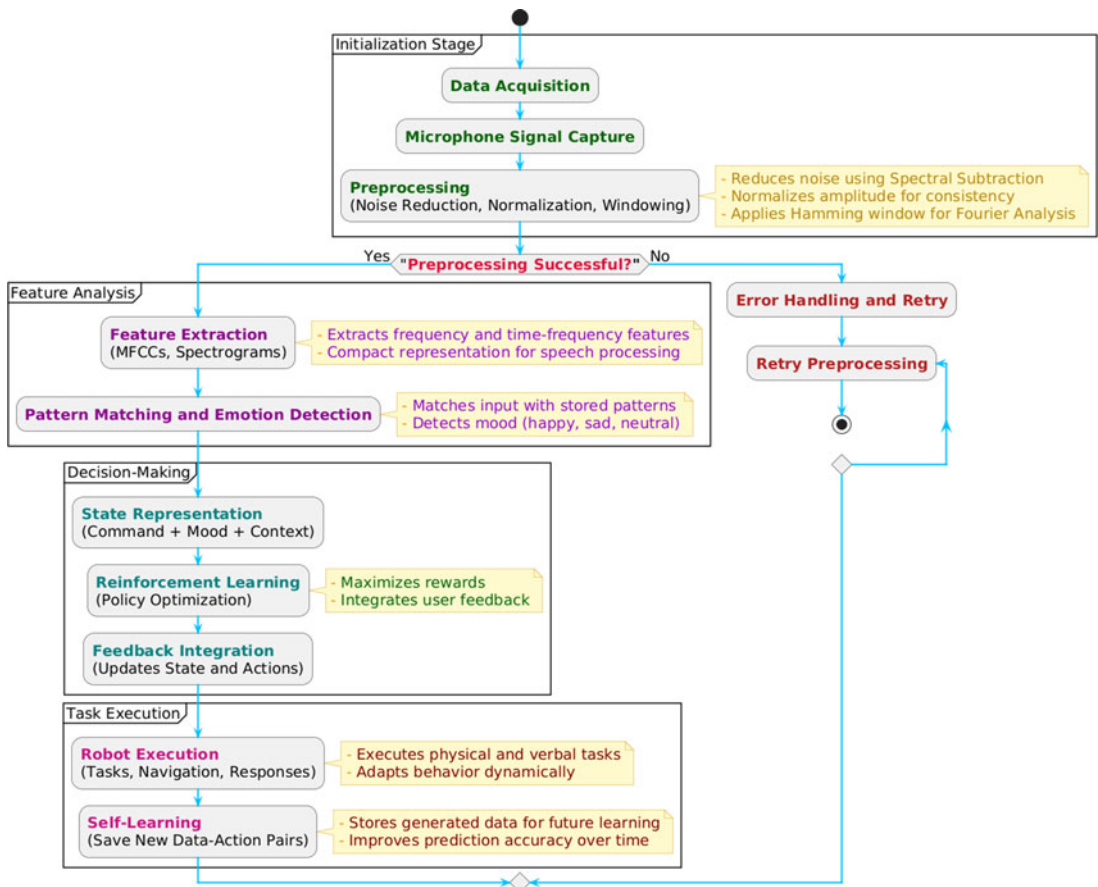 Initialization Stage
Data Acquisition
Microphone Signal Capture
Preprocessing
(Noise Reduction, Normalization, Windowing)
- Reduces noise using Spectral Subtraction
- Normalizes amplitude for consistency
- Applies Hamming window for Fourier Analysis
Yes
"Preprocessing Successful?"
No
Feature Analysis
Feature Extraction
(MFCCs, Spectrograms)
- Extracts frequency and time-frequency features
- Compact representation for speech processing
Pattern Matching and Emotion Detection
- Matches input with stored patterns
- Detects mood (happy, sad, neutral)
Error Handling and Retry
Retry Preprocessing
Decision-Making
State Representation
(Command + Mood + Context)
Reinforcement Learning
(Policy Optimization)
- Maximizes rewards
- Integrates user feedback
Feedback Integration
(Updates State and Actions)
Task Execution
Robot Execution
(Tasks, Navigation, Responses)
- Executes physical and verbal tasks
- Adapts behavior dynamically
Self-Learning
(Save New Data-Action Pairs)
- Stores generated data for future learning
- Improves prediction accuracy over time